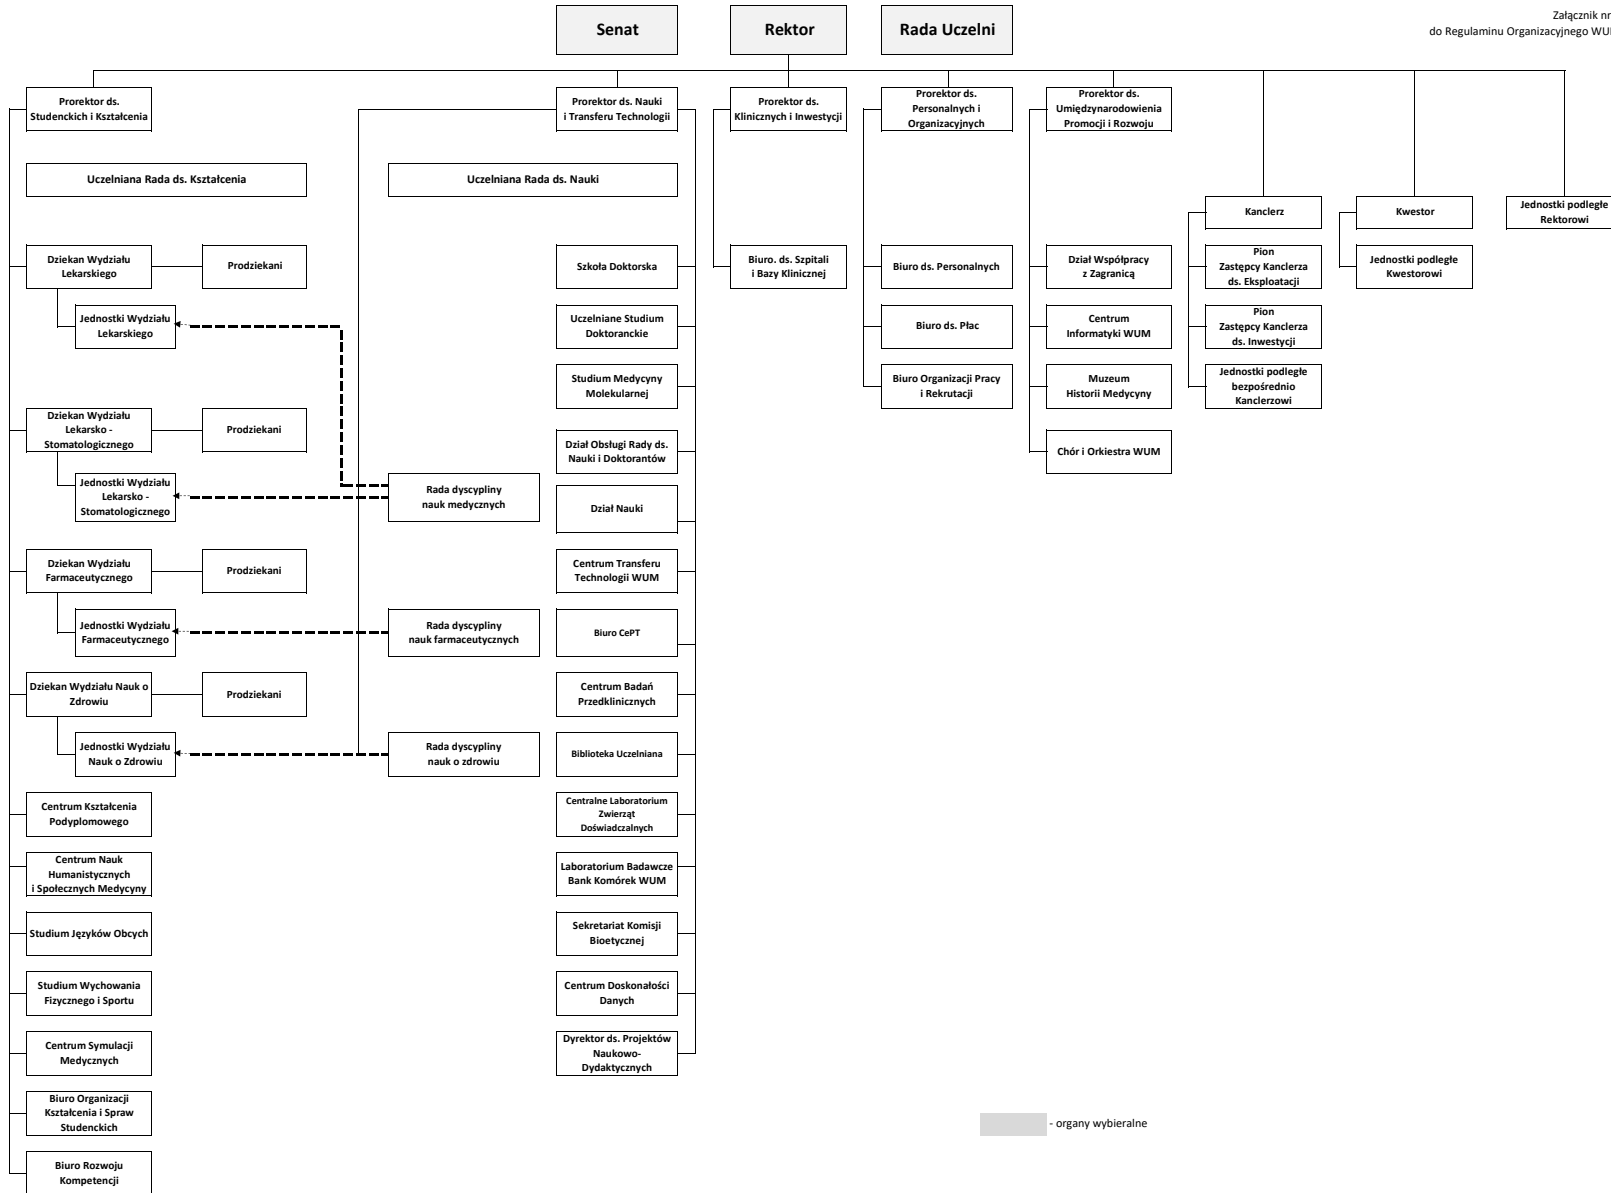 Senat
Rektor
Rada Uczelni
Załącznik nr
do Regulaminu Organizacyjnego WU
Prorektor ds.
Studenckich i Kształcenia
Prorektor ds. Nauki
i Transferu Technologii
Prorektor ds.
Klinicznych i Inwestycji
Prorektor ds.
Personalnych i
Organizacyjnych
Prorektor ds.
Umiędzynarodowienia
Promocji i Rozwoju
Uczelniana Rada ds. Kształcenia
Uczelniana Rada ds. Nauki
Kanclerz
Kwestor
Jednostki podległe
Rektorowi
Dziekan Wydziału
Lekarskiego
Prodziekani
Szkoła Doktorska
Biuro. ds. Szpitali
i Bazy Klinicznej
Biuro ds. Personalnych
Dział Współpracy
z Zagranicą
Pion
Zastępcy Kanclerza
ds. Eksploatacji
Jednostki podległe
Kwestorowi
Jednostki Wydziału
Lekarskiego
Uczelniane Studium
Doktoranckie
Biuro ds. Płac
Centrum
Informatyki WUM
Pion
Zastępcy Kanclerza
ds. Inwestycji
Studium Medycyny
Molekularnej
Biuro Organizacji Pracy
i Rekrutacji
Muzeum
Historii Medycyny
Jednostki podległe
bezpośrednio
Kanclerzowi
Dziekan Wydziału
Lekarsko -
Stomatologicznego
Prodziekani
Dział Obsługi Rady ds.
Nauki i Doktorantów
Chór i Orkiestra WUM
Jednostki Wydziału
Lekarsko -
Stomatologicznego
Rada dyscypliny
nauk medycznych
Dział Nauki
Dziekan Wydziału
Farmaceutycznego
Prodziekani
Centrum Transferu
Technologii WUM
Jednostki Wydziału
Farmaceutycznego
Rada dyscypliny
nauk farmaceutycznych
Biuro CePT
Dziekan Wydziału Nauk o
Zdrowiu
Prodziekani
Centrum Badań
Przedklinicznych
Jednostki Wydziału
Nauk o Zdrowiu
Rada dyscypliny
nauk o zdrowiu
Biblioteka Uczelniana
Centrum Kształcenia
Podyplomowego
Centralne Laboratorium
Zwierząt
Doświadczalnych
Centrum Nauk
Humanistycznych
i Społecznych Medycyny
Laboratorium Badawcze
Bank Komórek WUM
Studium Języków Obcych
Sekretariat Komisji
Bioetycznej
Studium Wychowania
Fizycznego i Sportu
Centrum Doskonałości
Danych
Centrum Symulacji
Medycznych
Dyrektor ds. Projektów
Naukowo-
Dydaktycznych
Biuro Organizacji
Kształcenia i Spraw
Studenckich
- organy wybieralne
Biuro Rozwoju
Kompetencji